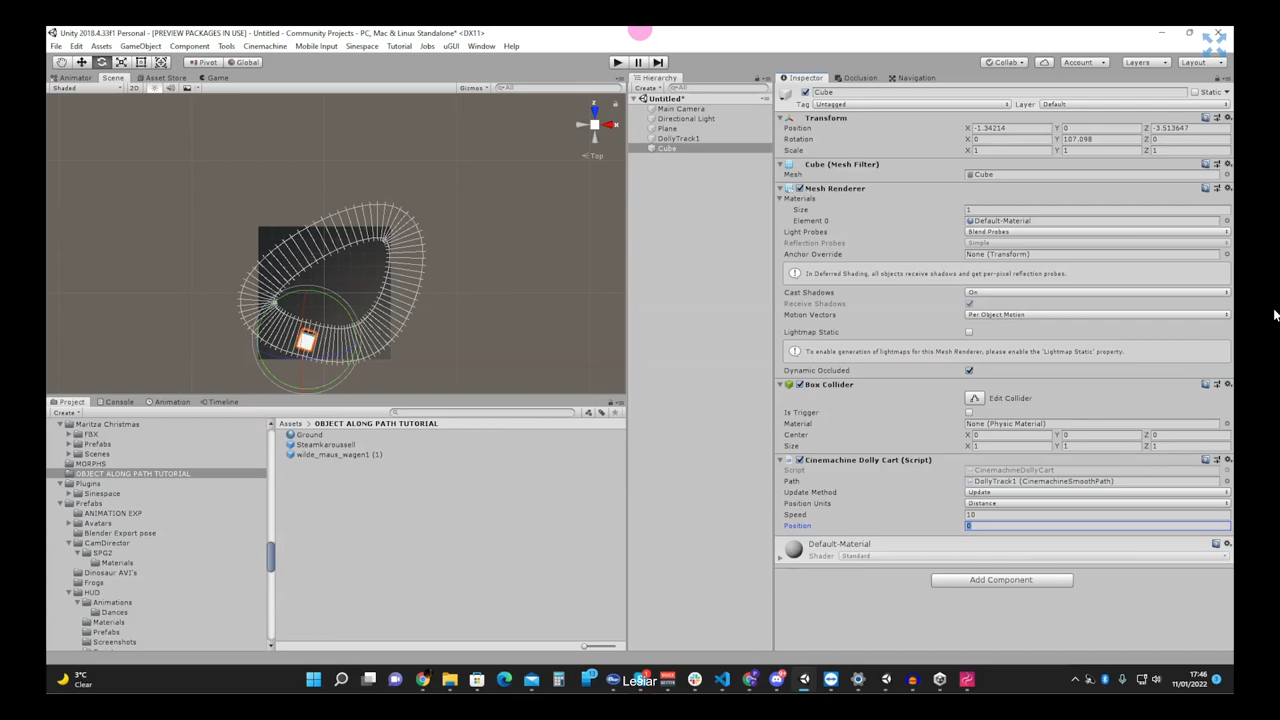 Unity 2018.4.33f1 Personal - [PREVIEW PACKAGES IN USE] - Untitled - Community Projects - PC, Mac & Linux Standalone* <DX11>
File Edit Assets GameObject Component Tools Cinemachine Mobile Input Sinespace Tutorial Jobs uGUI Window Help
Pivot Global Collab Account Layers Layout
Animator Scene Asset Store Game
Shaded 2D Gizmos All
z x
Top
Hierarchy
Create All
Untitled*
Main Camera
Directional Light
Plane
DollyTrack1
Cube
Inspector Occlusion Navigation
Cube Static
Tag Untagged Layer Default
Transform
Position X -1.34214 Y 0 Z -3.513647
Rotation X 0 Y 107.098 Z 0
Scale X 1 Y 1 Z 1
Cube (Mesh Filter)
Mesh Cube
Mesh Renderer
Materials
Size 1
Element 0 Default-Material
Light Probes Blend Probes
Reflection Probes Simple
Anchor Override None (Transform)
In Deferred Shading, all objects receive shadows and get per-pixel reflection probes.
Cast Shadows On
Receive Shadows
Motion Vectors Per Object Motion
Lightmap Static
To enable generation of lightmaps for this Mesh Renderer, please enable the 'Lightmap Static' property.
Dynamic Occluded
Box Collider
Edit Collider
Is Trigger
Material None (Physic Material)
Center X 0 Y 0 Z 0
Size X 1 Y 1 Z 1
Cinemachine Dolly Cart (Script)
Script CinemachineDollyCart
Path DollyTrack1 (CinemachineSmoothPath)
Update Method Update
Position Units Distance
Speed 10
Position 0
Default-Material
Shader Standard
Add Component
Project Console Animation Timeline
Create
Maritza Christmas
FBX
Prefabs
Scenes
MORPHS
OBJECT ALONG PATH TUTORIAL
Plugins
Sinespace
Prefabs
ANIMATION EXP
Avatars
Blender Export pose
CamDirector
SPG2
Materials
Dinosaur AVI's
Frogs
HUD
Animations
Dances
Materials
Prefabs
Screenshots
Assets OBJECT ALONG PATH TUTORIAL
Ground
Steamkaroussell
wilde_maus_wagen1 (1)
3°C
Clear
Lesiar
17:46
11/01/2022